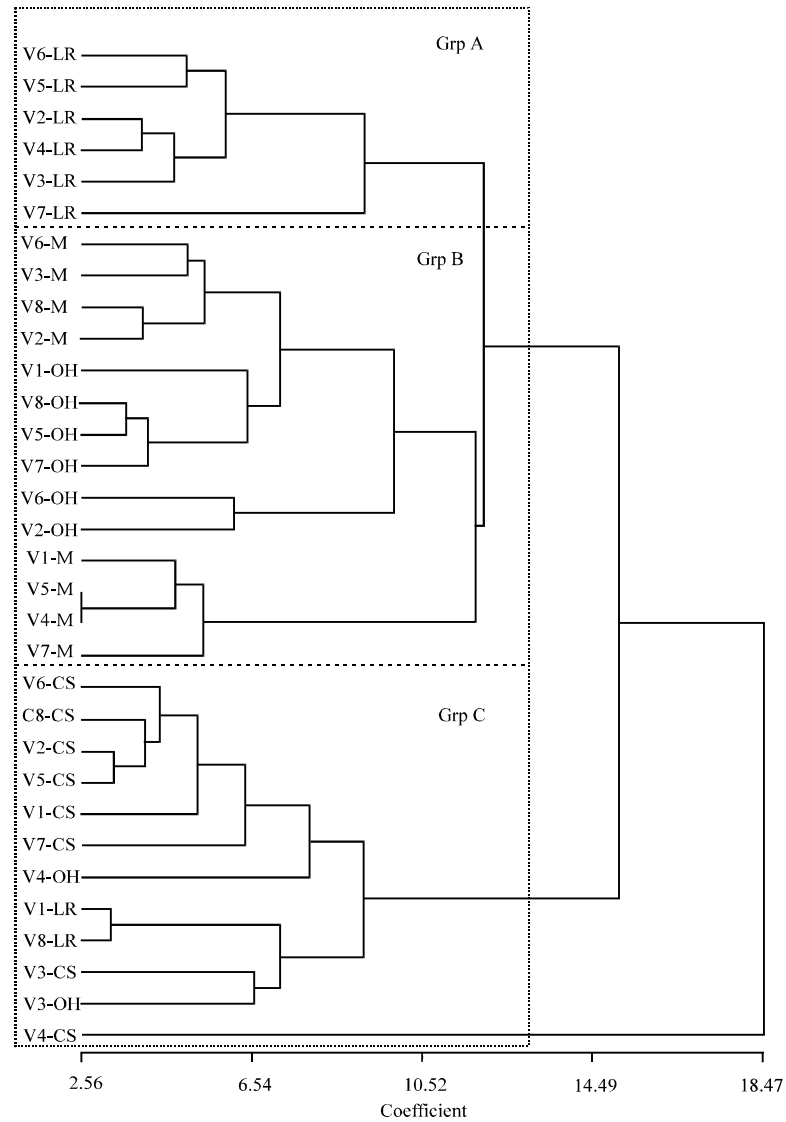 Grp A
V6-LR
V5-LR
V2-LR
V4-LR
V3-LR
V7-LR
V6-M
Grp B
V3-M
V8-M
V2-M
V1-OH
V8-OH
V5-OH
V7-OH
V6-OH
V2-OH
V1-M
V5-M
V4-M
V7-M
V6-CS
C8-CS
Grp C
V2-CS
V5-CS
V1-CS
V7-CS
V4-OH
V1-LR
V8-LR
V3-CS
V3-OH
V4-CS
2.56 6.54 10.52 14.49 18.47
Coefficient